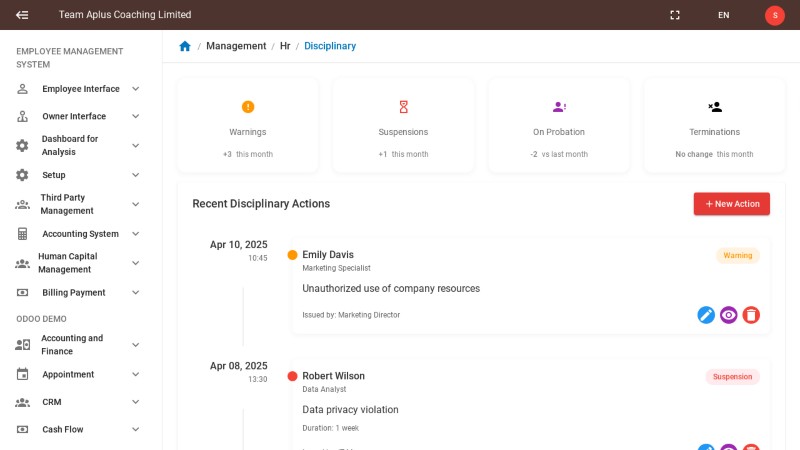 Team Aplus Coaching Limited
EN
S
EMPLOYEE MANAGEMENT
SYSTEM
Employee Interface
Owner Interface
Dashboard for
Analysis
Setup
Third Party
Management
Accounting System
Human Capital
Management
Billing Payment
ODOO DEMO
Accounting and
Finance
Appointment
CRM
Cash Flow
/ Management / Hr / Disciplinary
Warnings
+3 this month
Suspensions
+1 this month
On Probation
-2 vs last month
Terminations
No change this month
Recent Disciplinary Actions
+ New Action
Apr 10, 2025
10:45
Emily Davis
Warning
Marketing Specialist
Unauthorized use of company resources
Issued by: Marketing Director
Apr 08, 2025
13:30
Robert Wilson
Suspension
Data Analyst
Data privacy violation
Duration: 1 week